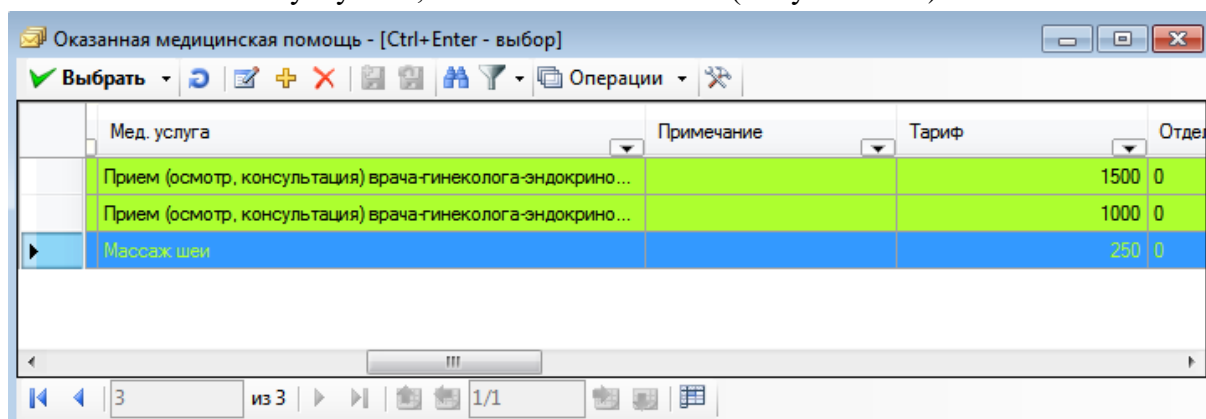 Оказанная медицинская помощь - [Ctrl+Enter - выбор]
Выбрать Операции
Мед. услуга Примечание Тариф Отдел
Прием (осмотр, консультация) врача-гинеколога-эндокрино... 1500 0
Прием (осмотр, консультация) врача-гинеколога-эндокрино... 1000 0
Массаж шеи 250 0
3 из 3 1/1